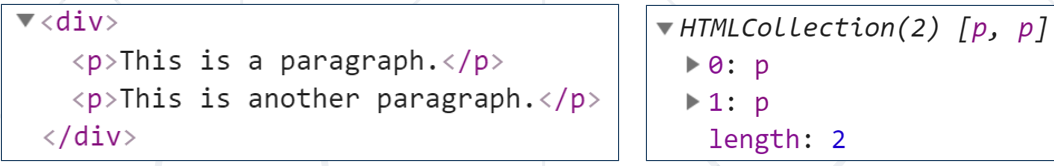 ▼<div>
<p>This is a paragraph.</p>
<p>This is another paragraph.</p>
</div>
▼HTMLCollection(2) [p, p]
▶0: p
▶1: p
length: 2